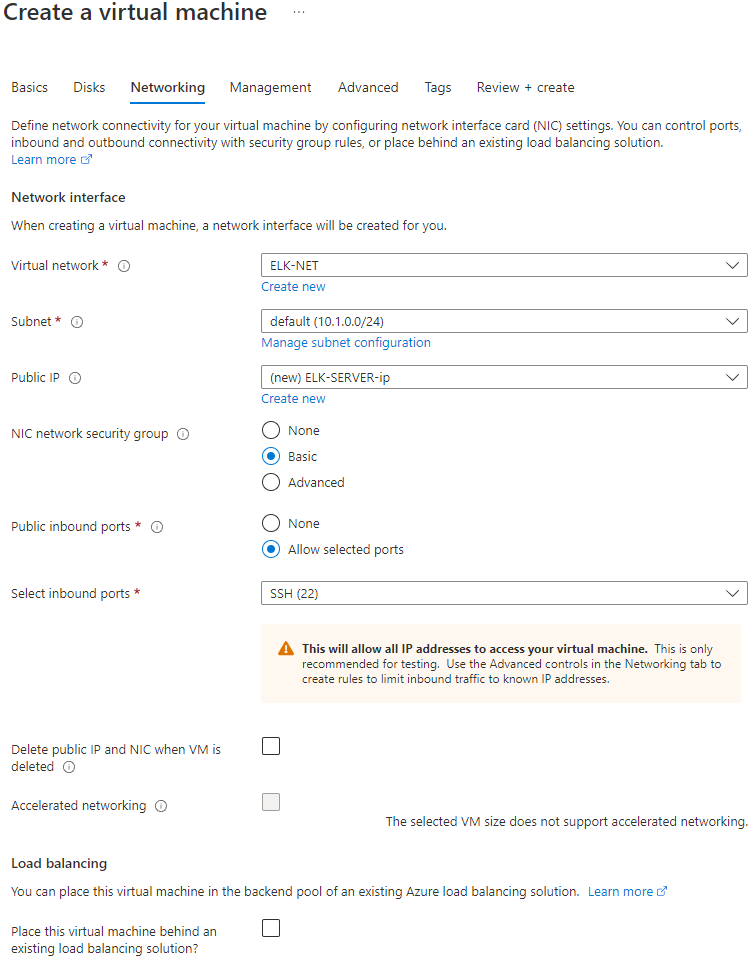 Create a virtual machine ...
Basics Disks Networking Management Advanced Tags Review + create
Define network connectivity for your virtual machine by configuring network interface card (NIC) settings. You can control ports,
inbound and outbound connectivity with security group rules, or place behind an existing load balancing solution.
Learn more
Network interface
When creating a virtual machine, a network interface will be created for you.
Virtual network *
ELK-NET
Create new
Subnet *
default (10.1.0.0/24)
Manage subnet configuration
Public IP
(new) ELK-SERVER-ip
Create new
NIC network security group
None
Basic
Advanced
Public inbound ports *
None
Allow selected ports
Select inbound ports *
SSH (22)
This will allow all IP addresses to access your virtual machine. This is only
recommended for testing. Use the Advanced controls in the Networking tab to
create rules to limit inbound traffic to known IP addresses.
Delete public IP and NIC when VM is
deleted
Accelerated networking
The selected VM size does not support accelerated networking.
Load balancing
You can place this virtual machine in the backend pool of an existing Azure load balancing solution. Learn more
Place this virtual machine behind an
existing load balancing solution?